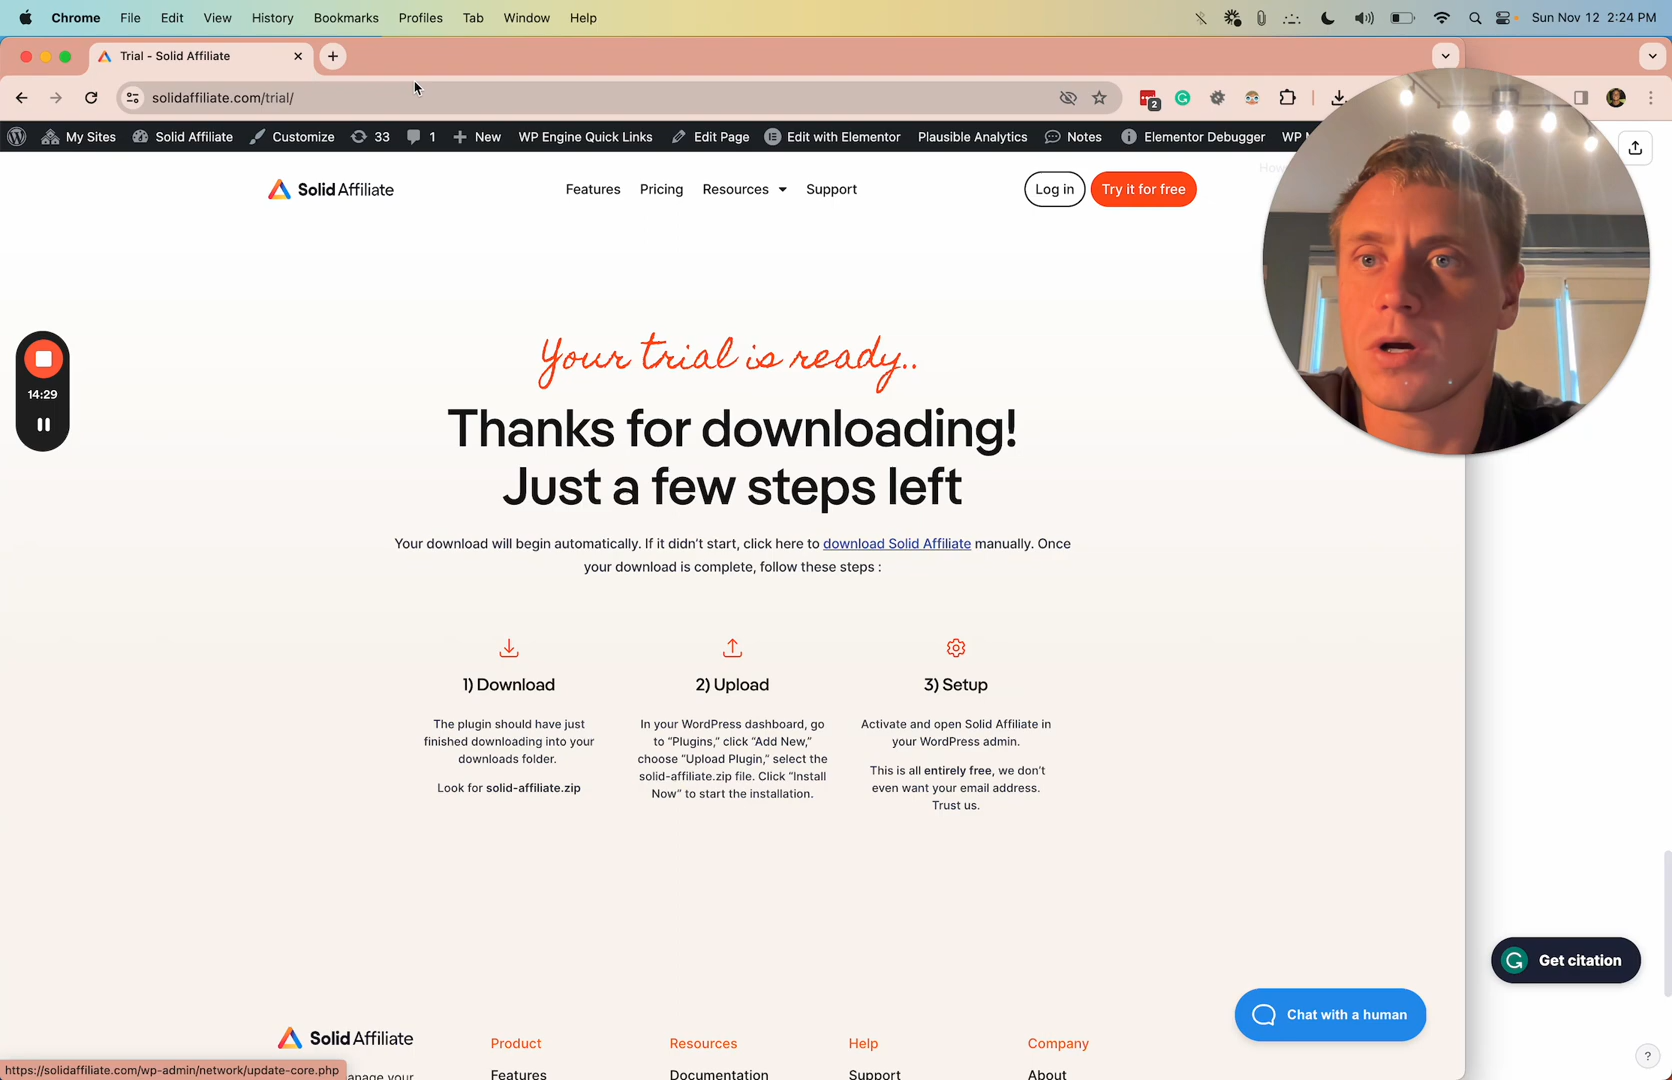 Chrome File Edit View History Bookmarks Profiles Tab Window Help
Sun Nov 12 2:24 PM
Trial - Solid Affiliate
solidaffiliate.com/trial/
2
My Sites Solid Affiliate Customize 33 1 New WP Engine Quick Links Edit Page Edit with Elementor Plausible Analytics Notes Elementor Debugger WP
Solid Affiliate
Features Pricing Resources Support
Log in Try it for free
Your trial is ready..
Thanks for downloading!
Just a few steps left
Your download will begin automatically. If it didn't start, click here to download Solid Affiliate manually. Once
your download is complete, follow these steps :
14:29
1) Download
The plugin should have just
finished downloading into your
downloads folder.
Look for solid-affiliate.zip
2) Upload
In your WordPress dashboard, go
to “Plugins,” click “Add New,”
choose “Upload Plugin,” select the
solid-affiliate.zip file. Click “Install
Now” to start the installation.
3) Setup
Activate and open Solid Affiliate in
your WordPress admin.
This is all entirely free, we don't
even want your email address.
Trust us.
Get citation
Chat with a human
Solid Affiliate
Product Resources Help Company
Features Documentation Support About
https://solidaffiliate.com/wp-admin/network/update-core.php
anage your
?